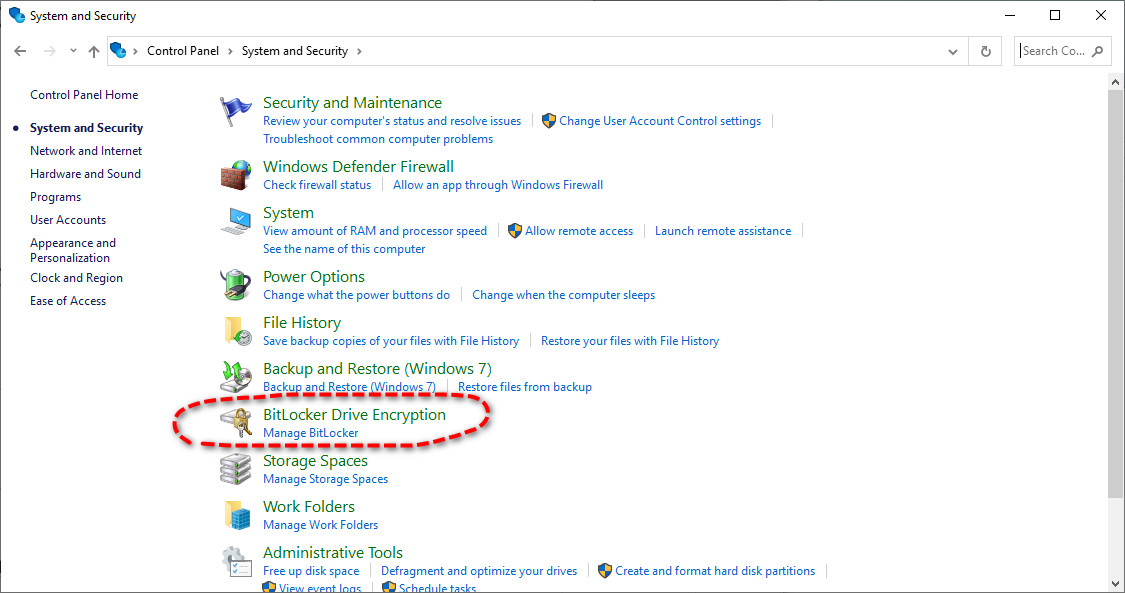 System and Security
Control Panel > System and Security >
Search Co...
Control Panel Home
System and Security
Network and Internet
Hardware and Sound
Programs
User Accounts
Appearance and
Personalization
Clock and Region
Ease of Access
Security and Maintenance
Review your computer's status and resolve issues
Change User Account Control settings
Troubleshoot common computer problems
Windows Defender Firewall
Check firewall status
Allow an app through Windows Firewall
System
View amount of RAM and processor speed
Allow remote access
Launch remote assistance
See the name of this computer
Power Options
Change what the power buttons do
Change when the computer sleeps
File History
Save backup copies of your files with File History
Restore your files with File History
Backup and Restore (Windows 7)
Backup and Restore (Windows 7)
Restore files from backup
BitLocker Drive Encryption
Manage BitLocker
Storage Spaces
Manage Storage Spaces
Work Folders
Manage Work Folders
Administrative Tools
Free up disk space
Defragment and optimize your drives
Create and format hard disk partitions
View event logs
Schedule tasks